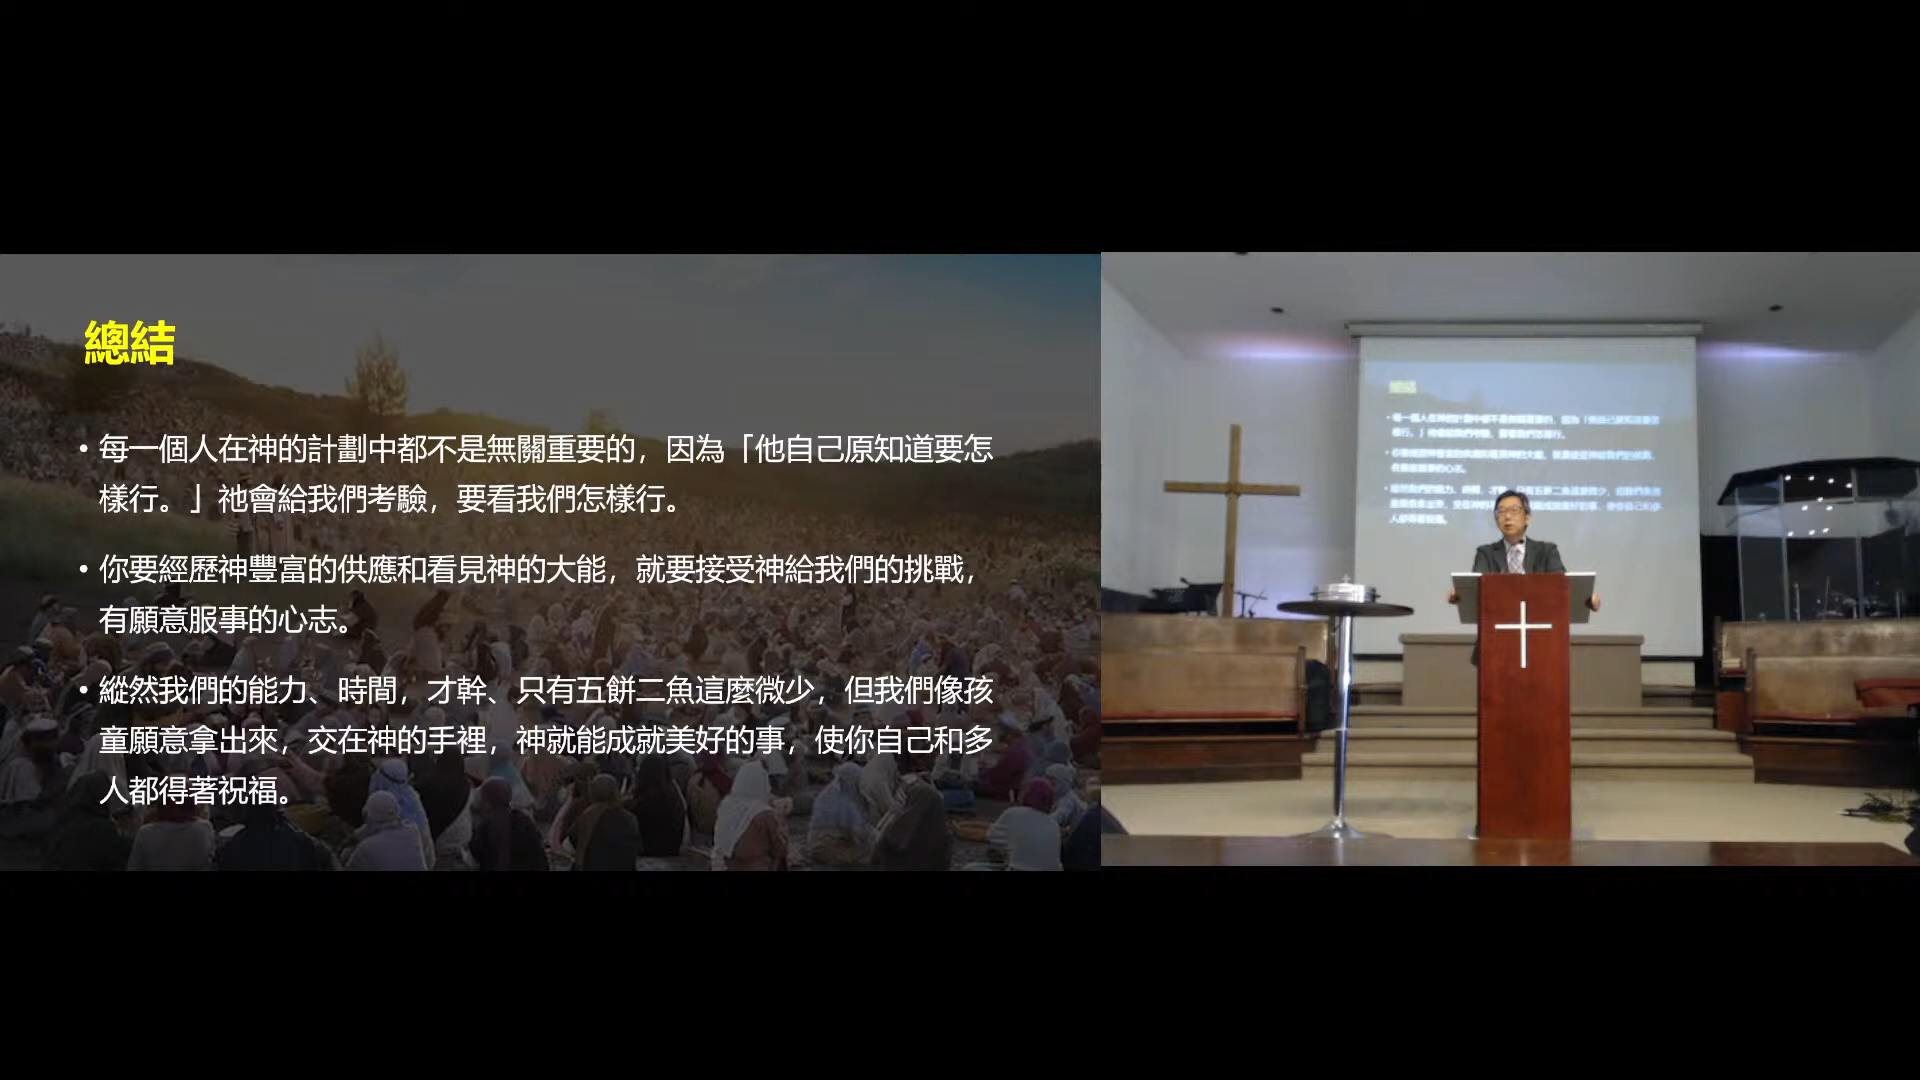 總結
• 每一個人在神的計劃中都不是無關重要的，因為「他自己原知道要怎
樣行。」祂會給我們考驗，要看我們怎樣行。
• 你要經歷神豐富的供應和看見神的大能，就要接受神給我們的挑戰，
有願意服事的心志。
• 縱然我們的能力、時間，才幹、只有五餅二魚這麼微少，但我們像孩
童願意拿出來，交在神的手裡，神就能成就美好的事，使你自己和多
人都得著祝福。